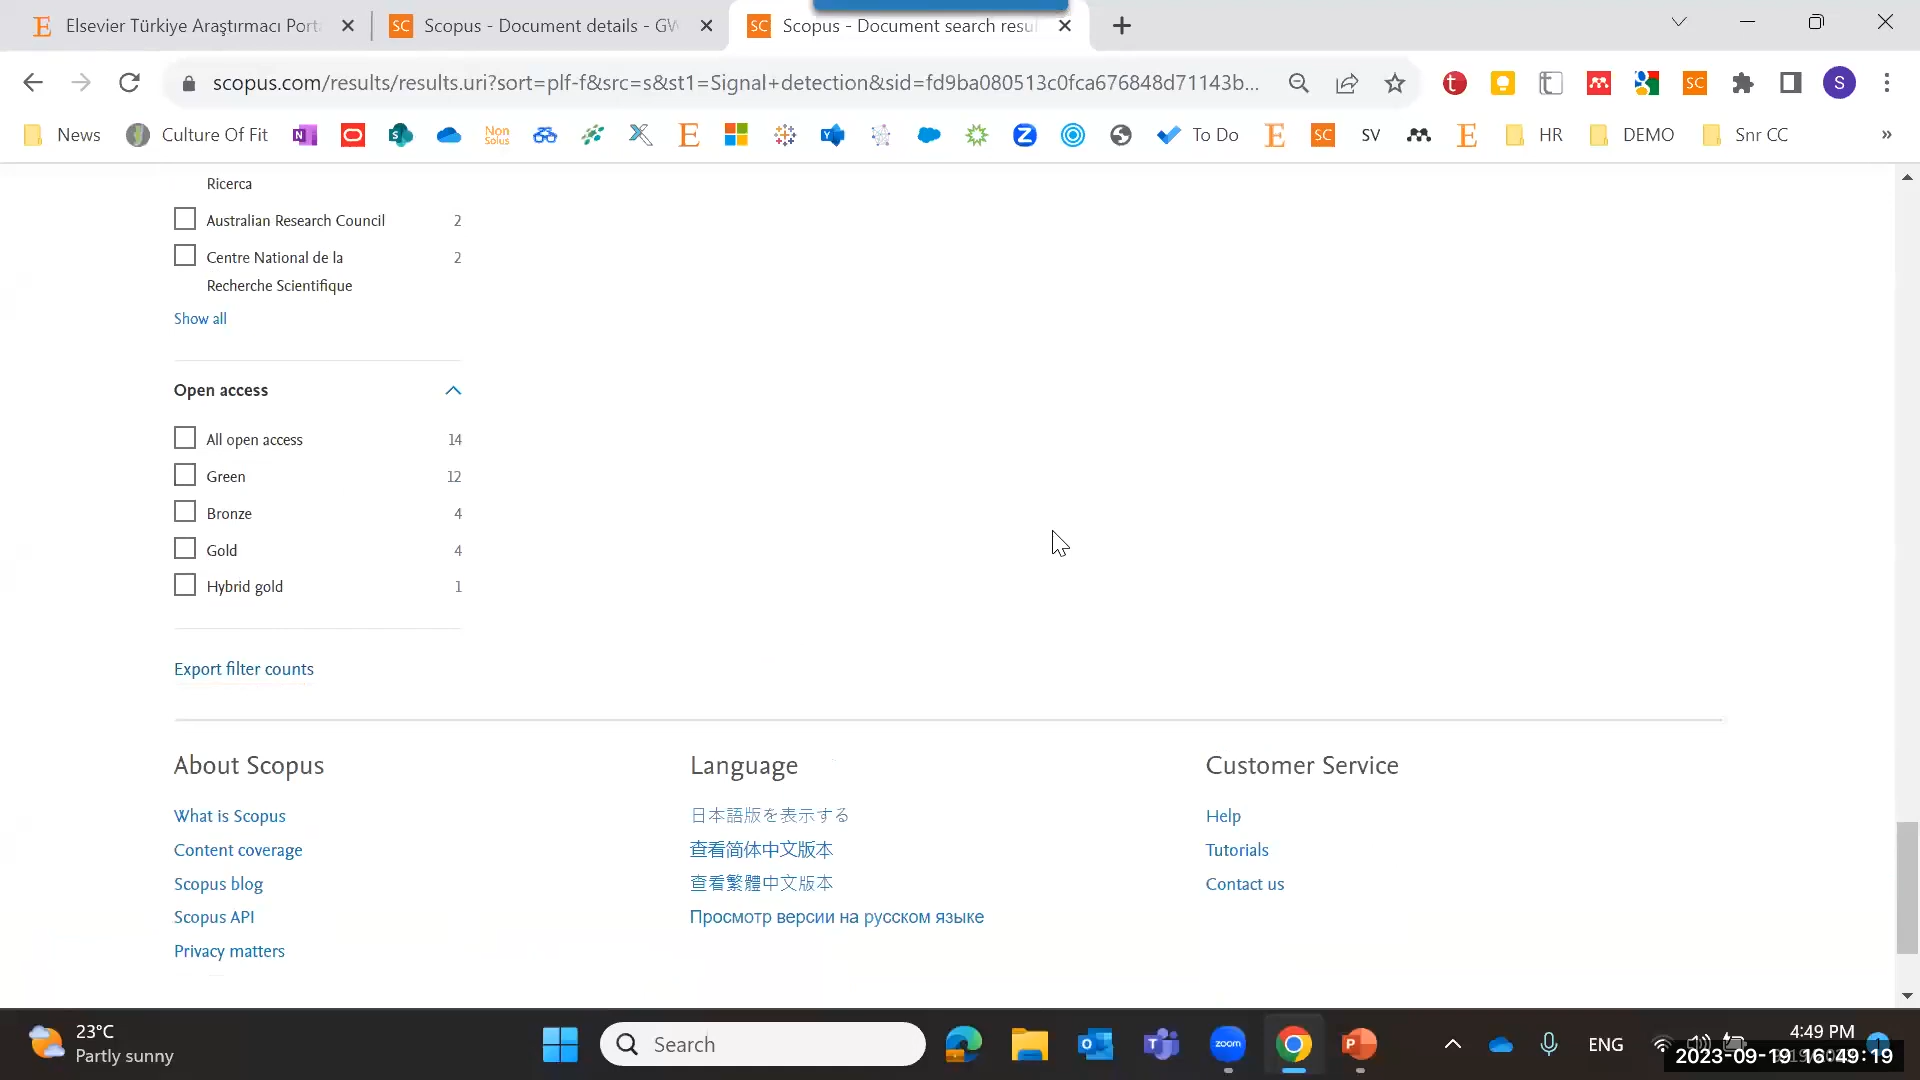 Elsevier Türkiye Araştırmacı Port
Scopus - Document details - GW
Scopus - Document search resul
scopus.com/results/results.uri?sort=plf-f&src=s&st1=Signal+detection&sid=fd9ba080513c0fca676848d71143b...
S
News
Culture Of Fit
Non Solus
To Do
SC
SV
HR
DEMO
Snr CC
»
Ricerca
Australian Research Council 2
Centre National de la 2
Recherche Scientifique
Show all
Open access
All open access 14
Green 12
Bronze 4
Gold 4
Hybrid gold 1
Export filter counts
About Scopus
Language
Customer Service
What is Scopus
日本語版を表示する
Help
Content coverage
查看简体中文版本
Tutorials
Scopus blog
查看繁體中文版本
Contact us
Scopus API
Просмотр версии на русском языке
Privacy matters
23°C
Partly sunny
Search
zoom
ENG
4:49 PM
2023-09-19 16:49:19